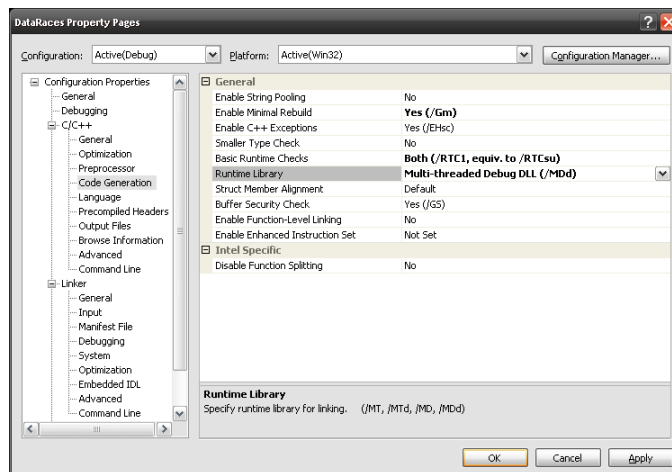 DataRaces Property Pages
Configuration: Active(Debug) Platform: Active(Win32) Configuration Manager...
Configuration Properties
General
Debugging
C/C++
General
Optimization
Preprocessor
Code Generation
Language
Precompiled Headers
Output Files
Browse Information
Advanced
Command Line
Linker
General
Input
Manifest File
Debugging
System
Optimization
Embedded IDL
Advanced
Command Line
General
Enable String Pooling No
Enable Minimal Rebuild Yes (/Gm)
Enable C++ Exceptions Yes (/EHsc)
Smaller Type Check No
Basic Runtime Checks Both (/RTC1, equiv. to /RTCsu)
Runtime Library Multi-threaded Debug DLL (/MDd)
Struct Member Alignment Default
Buffer Security Check Yes (/GS)
Enable Function-Level Linking No
Enable Enhanced Instruction Set Not Set
Intel Specific
Disable Function Splitting No
Runtime Library
Specify runtime library for linking. (/MT, /MTd, /MD, /MDd)
OK Cancel Apply